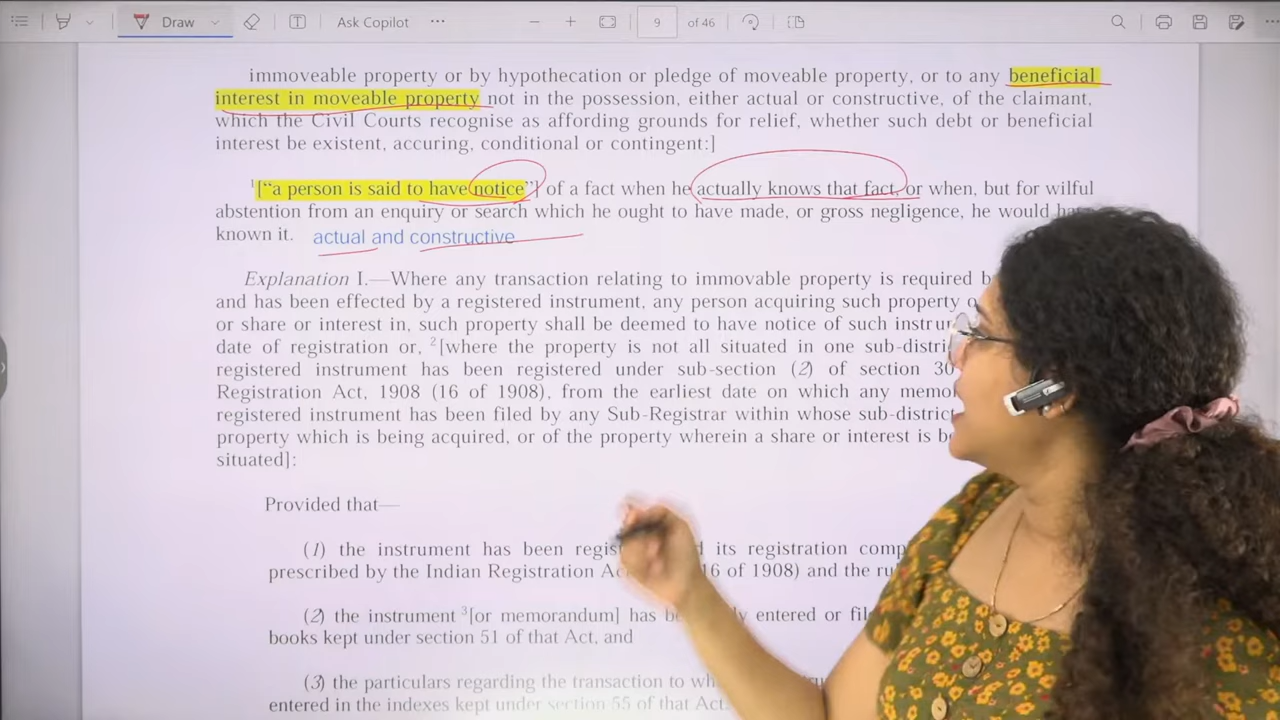 Draw
Ask Copilot
9 of 46
immoveable property or by hypothecation or pledge of moveable property, or to any beneficial
interest in moveable property not in the possession, either actual or constructive, of the claimant,
which the Civil Courts recognise as affording grounds for relief, whether such debt or beneficial
interest be existent, accuring, conditional or contingent:]
1["a person is said to have notice"] of a fact when he actually knows that fact, or when, but for wilful
abstention from an enquiry or search which he ought to have made, or gross negligence, he would
known it. actual and constructive
Explanation I.—Where any transaction relating to immovable property is required
and has been effected by a registered instrument, any person acquiring such property
or share or interest in, such property shall be deemed to have notice of such
date of registration or, 2[where the property is not all situated in one
registered instrument has been registered under sub-section (2) of section 30
Registration Act, 1908 (16 of 1908), from the earliest date on which any
registered instrument has been filed by any Sub-Registrar within whose
property which is being acquired, or of the property wherein a share or interest is
situated]:
Provided that—
(1) the instrument has been its registration
prescribed by the Indian Registration 16 of 1908) and the
(2) the instrument 3[or memorandum] has entered or
books kept under section 51 of that Act, and
(3) the particulars regarding the transaction to
entered in the indexes kept under section 55 of that Act.